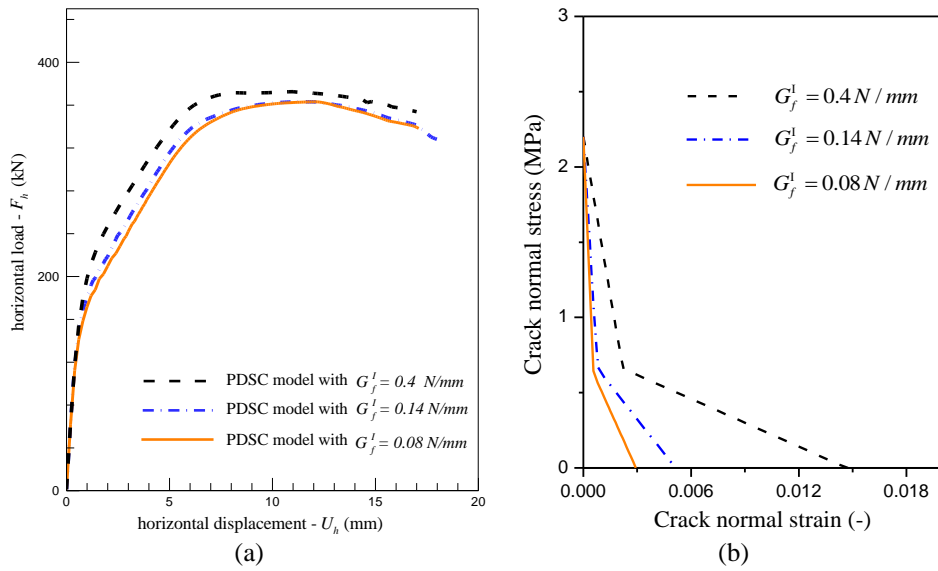 400
200
0
0
5
10
15
20
horizontal load - F_h (kN)
horizontal displacement - U_h (mm)
PDSC model with G_f^I = 0.4 N/mm
PDSC model with G_f^I = 0.14 N/mm
PDSC model with G_f^I = 0.08 N/mm
(a)
3
2
1
0
0.000
0.006
0.012
0.018
Crack normal stress (MPa)
Crack normal strain (-)
G_f^I = 0.4 N / mm
G_f^I = 0.14 N / mm
G_f^I = 0.08 N / mm
(b)